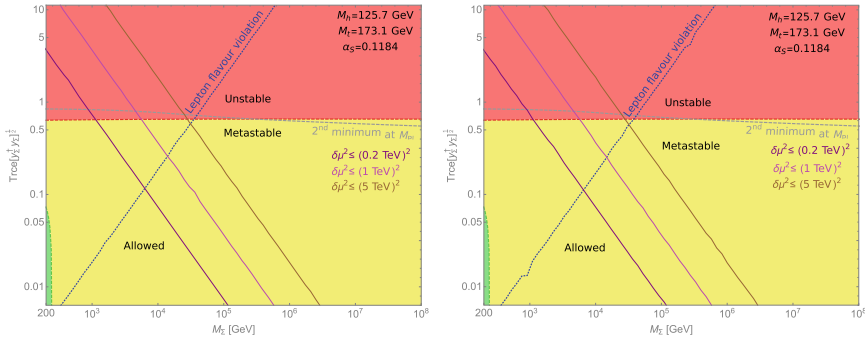 M_h=125.7 GeV
M_t=173.1 GeV
α_S=0.1184
Lepton flavour violation
Unstable
Metastable
2nd minimum at M_Pl
δμ²≤ (0.2 TeV)²
δμ²≤ (1 TeV)²
δμ²≤ (5 TeV)²
Allowed
Trce[y_Σ^† y_Σ]^½
5
1
0.5
0.1
0.05
0.01
200 10³ 10⁴ 10⁵ 10⁶ 10⁷ 10⁸
M_Σ [GeV]
M_h=125.7 GeV
M_t=173.1 GeV
α_S=0.1184
Lepton flavour violation
Unstable
Metastable
2nd minimum at M_Pl
δμ²≤ (0.2 TeV)²
δμ²≤ (1 TeV)²
δμ²≤ (5 TeV)²
Allowed
Trce[y_Σ^† y_Σ]^½
5
1
0.5
0.1
0.05
0.01
200 10³ 10⁴ 10⁵ 10⁶ 10⁷ 10⁸
M_Σ [GeV]